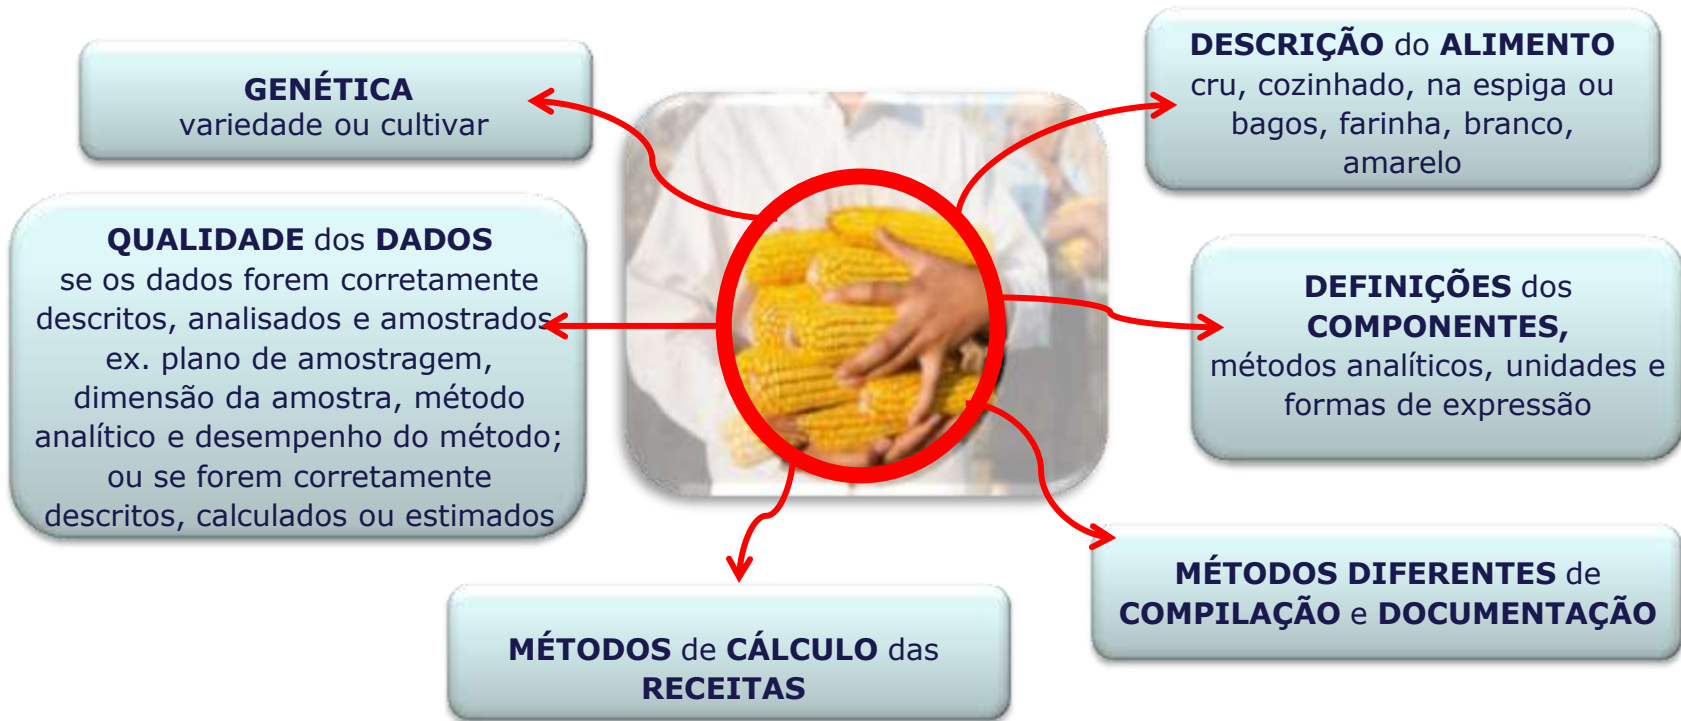 GENÉTICA
variedade ou cultivar
DESCRIÇÃO do ALIMENTO
cru, cozinhado, na espiga ou
bagos, farinha, branco,
amarelo
QUALIDADE dos DADOS
se os dados forem corretamente
descritos, analisados e amostrados
ex. plano de amostragem,
dimensão da amostra, método
analítico e desempenho do método;
ou se forem corretamente
descritos, calculados ou estimados
DEFINIÇÕES dos
COMPONENTES,
métodos analíticos, unidades e
formas de expressão
MÉTODOS DIFERENTES de
COMPILAÇÃO e DOCUMENTAÇÃO
MÉTODOS de CÁLCULO das
RECEITAS